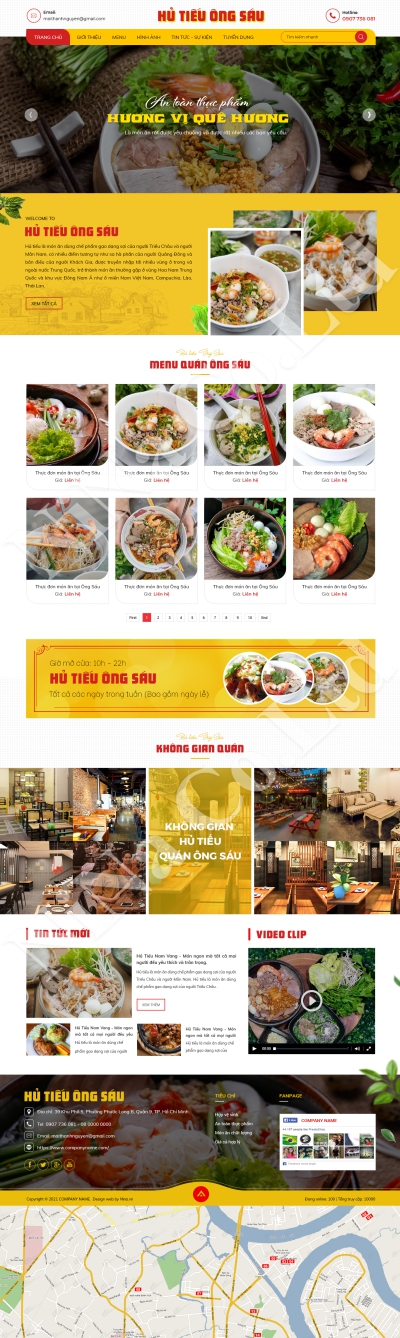 Email:
maithanhnguyen@gmail.com
HỦ TIẾU ÔNG SÁU
Hotline:
0907 736 081
TRANG CHỦ
GIỚI THIỆU
MENU
HÌNH ẢNH
TIN TỨC - SỰ KIỆN
TUYỂN DỤNG
Tìm kiếm nhanh
An toàn thực phẩm
HƯƠNG VỊ QUÊ HƯƠNG
Là món ăn rất được yêu chuộng và được rất nhiều các bạn yêu cầu
WELCOME TO
HỦ TIẾU ÔNG SÁU
Hủ tiếu là món ăn dùng chế phẩm gạo dạng sợi của người Triều Châu và người
Mân Nam, có nhiều điểm tương tự như sa hà phấn của người Quảng Đông và
bản điều của người Khách Gia, được truyền nhập tới nhiều vùng ở trong và
ngoài nước Trung Quốc, trở thành món ăn thường gặp ở vùng Hoa Nam Trung
Quốc và khu vực Đông Nam Á như ở miền Nam Việt Nam, Campuchia, Lào,
Thái Lan.
XEM TẤT CẢ
Hủ tiếu Ông Sáu
MENU QUÁN ÔNG SÁU
Thực đơn món ăn tại Ông Sáu
Giá: Liên hệ
Thực đơn món ăn tại Ông Sáu
Giá: Liên hệ
Thực đơn món ăn tại Ông Sáu
Giá: Liên hệ
Thực đơn món ăn tại Ông Sáu
Giá: Liên hệ
Thực đơn món ăn tại Ông Sáu
Giá: Liên hệ
Thực đơn món ăn tại Ông Sáu
Giá: Liên hệ
Thực đơn món ăn tại Ông Sáu
Giá: Liên hệ
Thực đơn món ăn tại Ông Sáu
Giá: Liên hệ
First 1 2 3 4 5 6 7 8 9 10 End
Giờ mở cửa: 10h - 22h
HỦ TIẾU ÔNG SÁU
Tất cả các ngày trong tuần (Bao gồm ngày lễ)
Hủ tiếu Ông Sáu
KHÔNG GIAN QUÁN
KHÔNG GIAN
HỦ TIẾU
QUÁN ÔNG SÁU
TIN TỨC MỚI
Hủ Tiếu Nam Vang - Món ngon mà tất cả mọi
người đều yêu thích và trân trọng.
Hủ tiếu là món ăn dùng chế phẩm gạo dạng sợi của người
Triều Châu và người Mân Nam. Hủ tiếu là món ăn dùng
chế phẩm gạo dạng sợi của người Triều Châu
XEM THÊM
Hủ Tiếu Nam Vang - Món ngon
mà tất cả mọi người đều yêu
Hủ tiếu là món ăn dùng chế
phẩm gạo dạng sợi của người
Hủ Tiếu Nam Vang - Món ngon
mà tất cả mọi người đều yêu
Hủ tiếu là món ăn dùng chế
phẩm gạo dạng sợi của
VIDEO CLIP
00:00
HỦ TIẾU ÔNG SÁU
Địa chỉ: 39 Khu Phố 5, Phường Phước Long B, Quận 9, TP. Hồ Chí Minh
Tel: 0907 736 081 - 08 0000 0000
Email: maithanhnguyen@gmail.com
https://www.companyname.com/
TIÊU CHÍ
Hợp vệ sinh
An toàn thực phẩm
Món ăn chất lượng
Giá cả hợp lý
FANPAGE
COMPANY NAME
Copyright © 2021 COMPANY NAME. Design web by Nina.vn
Đang online: 100 | Tổng truy cập: 10000